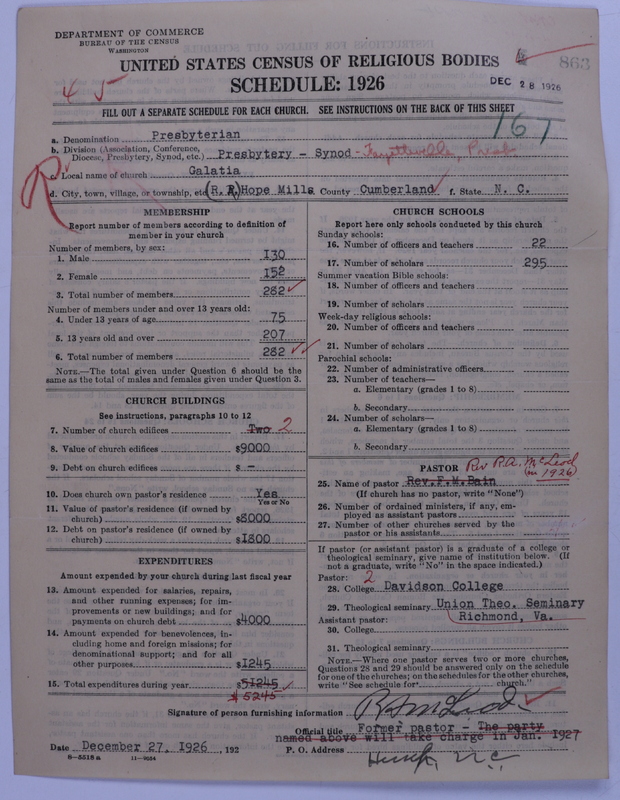 DEPARTMENT OF COMMERCE
BUREAU OF THE CENSUS
WASHINGTON
UNITED STATES CENSUS OF RELIGIOUS BODIES
863
SCHEDULE: 1926
DEC 28 1926
4 5
FILL OUT A SEPARATE SCHEDULE FOR EACH CHURCH. SEE INSTRUCTIONS ON THE BACK OF THIS SHEET
167
a. Denomination Presbyterian
b. Division (Association, Conference, Diocese, Presbytery, Synod, etc.) Presbytery - Synod - Fayetteville, Presb.
c. Local name of church Galatia
d. City, town, village, or township, etc (R. R.) Hope Mills County Cumberland f. State N. C.
R
MEMBERSHIP
Report number of members according to definition of
member in your church
Number of members, by sex:
1. Male 130
2. Female 152
3. Total number of members 282
Number of members under and over 13 years old:
4. Under 13 years of age 75
5. 13 years old and over 207
6. Total number of members 282
NOTE.—The total given under Question 6 should be the
same as the total of males and females given under Question 3.
CHURCH BUILDINGS
See instructions, paragraphs 10 to 12
7. Number of church edifices Two 2
8. Value of church edifices $9000
9. Debt on church edifices $ -
10. Does church own pastor's residence Yes
Yes or No
11. Value of pastor's residence (if owned by
church) $8000
12. Debt on pastor's residence (if owned by
church) $1800
EXPENDITURES
Amount expended by your church during last fiscal year
13. Amount expended for salaries, repairs,
and other running expenses; for im-
provements or new buildings; and for
payments on church debt $4000
14. Amount expended for benevolences, in-
cluding home and foreign missions; for
denominational support; and for all
other purposes $1245
15. Total expenditures during year $51245
$5245
CHURCH SCHOOLS
Report here only schools conducted by this church
Sunday schools:
16. Number of officers and teachers 22
17. Number of scholars 295
Summer vacation Bible schools:
18. Number of officers and teachers
19. Number of scholars
Week-day religious schools:
20. Number of officers and teachers
21. Number of scholars
Parochial schools:
22. Number of administrative officers
23. Number of teachers—
a. Elementary (grades 1 to 8)
b. Secondary
24. Number of scholars—
a. Elementary (grades 1 to 8)
b. Secondary
PASTOR Rev R.A. McLeod
(in 1926)
25. Name of pastor Rev. F. M. Bain
(If church has no pastor, write "None")
26. Number of ordained ministers, if any, em-
ployed as assistant pastors
27. Number of other churches served by the
pastor or his assistants
If pastor (or assistant pastor) is a graduate of a college or
theological seminary, give name of institution below. (If
not a graduate, write "No" in the space indicated.)
Pastor: 2
28. College Davidson College
29. Theological seminary Union Theo. Seminary
Assistant pastor: Richmond, Va.
30. College
31. Theological seminary
NOTE.—Where one pastor serves two or more churches,
Questions 28 and 29 should be answered only on the schedule
for one of the churches; on the schedules for the other churches,
write "See schedule for church."
Signature of person furnishing information R A McLeod
Official title Former pastor - The party
named above will take charge in Jan. 1927
Date December 27, 1926 , 192
P. O. Address N.C.
8—5518 a 11—9034